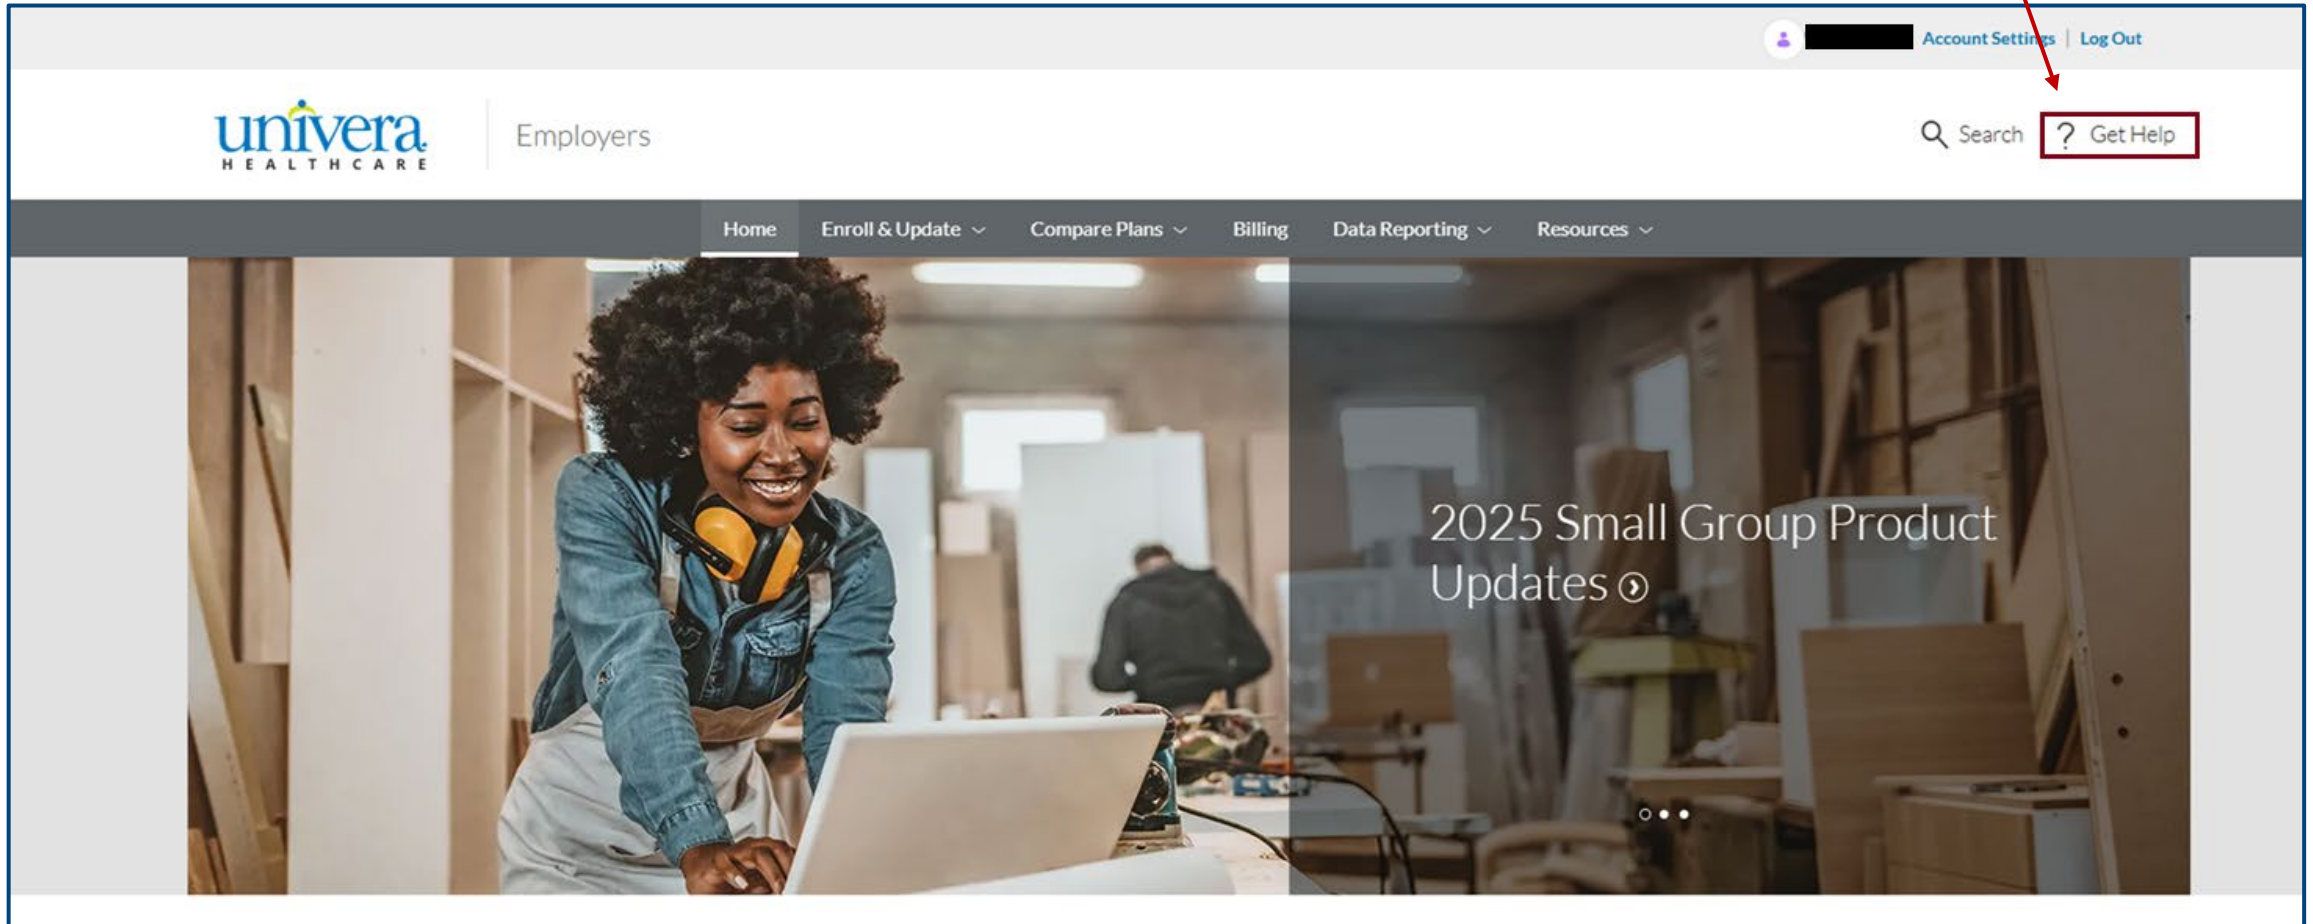 Account Settings | Log Out
univera
HEALTHCARE
Employers
Search
? Get Help
Home
Enroll & Update
Compare Plans
Billing
Data Reporting
Resources
2025 Small Group Product
Updates